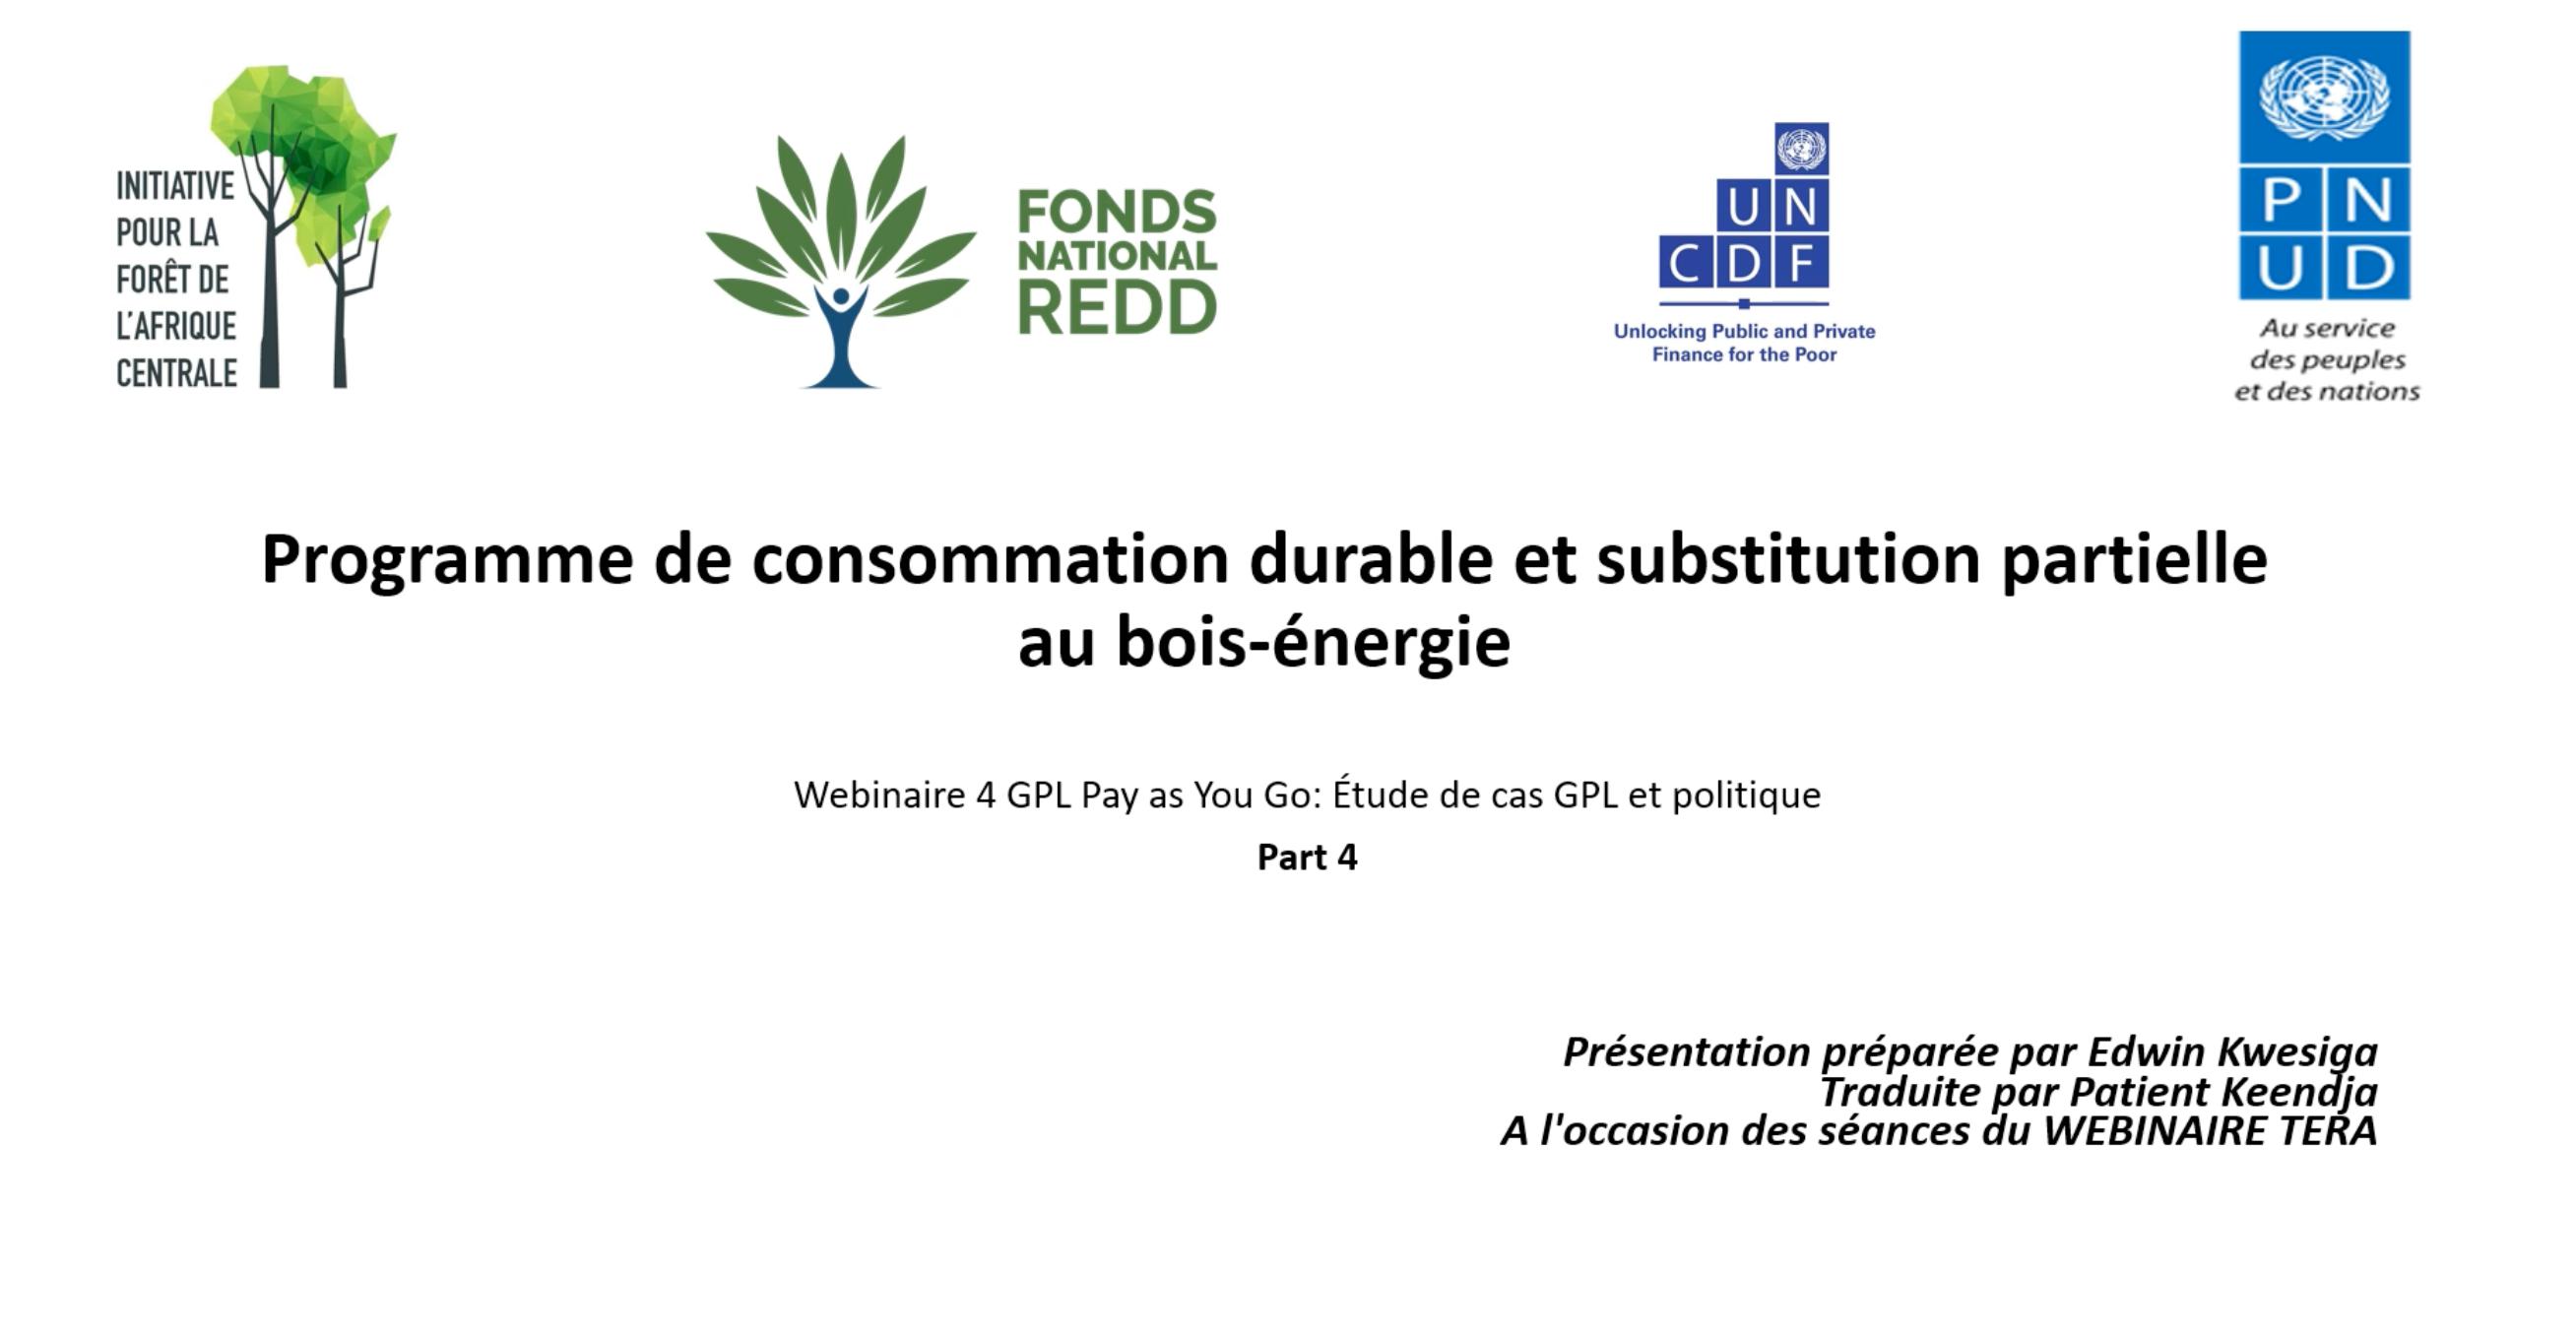 INITIATIVE
POUR LA
FORÊT DE
L'AFRIQUE
CENTRALE
FONDS
NATIONAL
REDD
UN
CDF
Unlocking Public and Private
Finance for the Poor
PN
UD
Au service
des peuples
et des nations
Programme de consommation durable et substitution partielle
au bois-énergie
Webinaire 4 GPL Pay as You Go: Étude de cas GPL et politique
Part 4
Présentation préparée par Edwin Kwesiga
Traduite par Patient Keendja
A l'occasion des séances du WEBINAIRE TERA